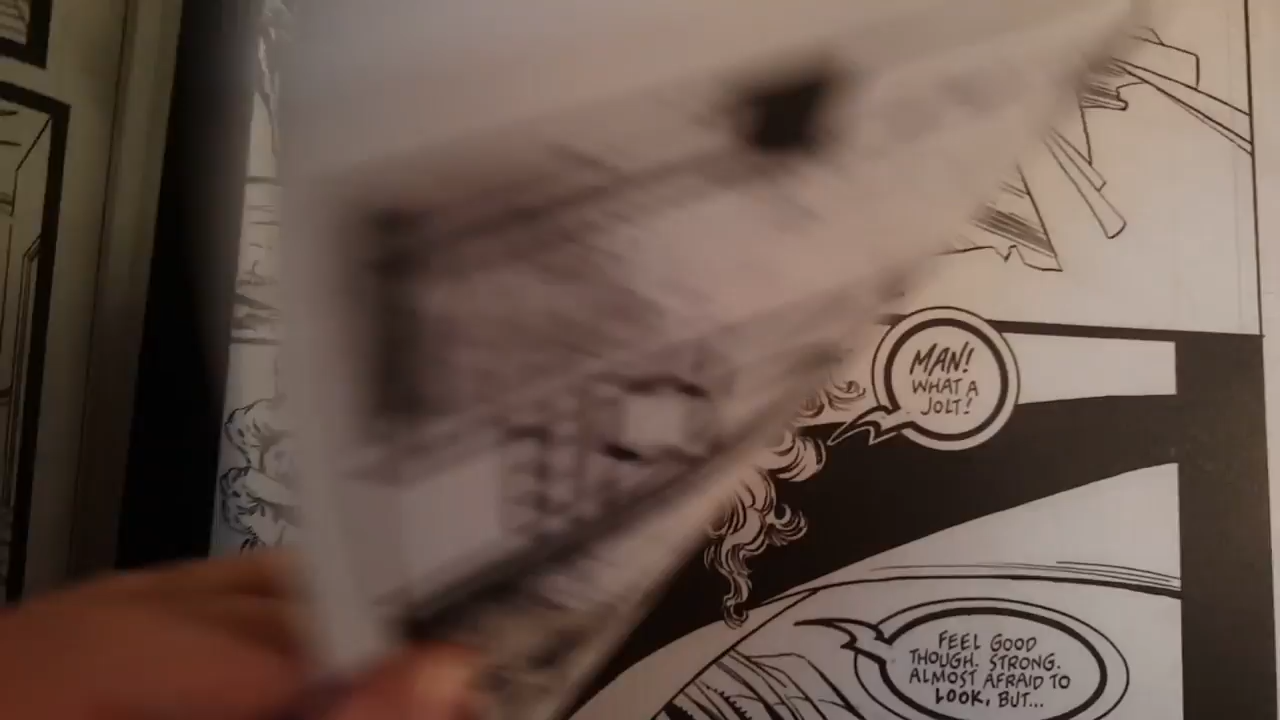 MAN!
WHAT A
JOLT!
FEEL GOOD
THOUGH. STRONG.
ALMOST AFRAID TO
LOOK, BUT...